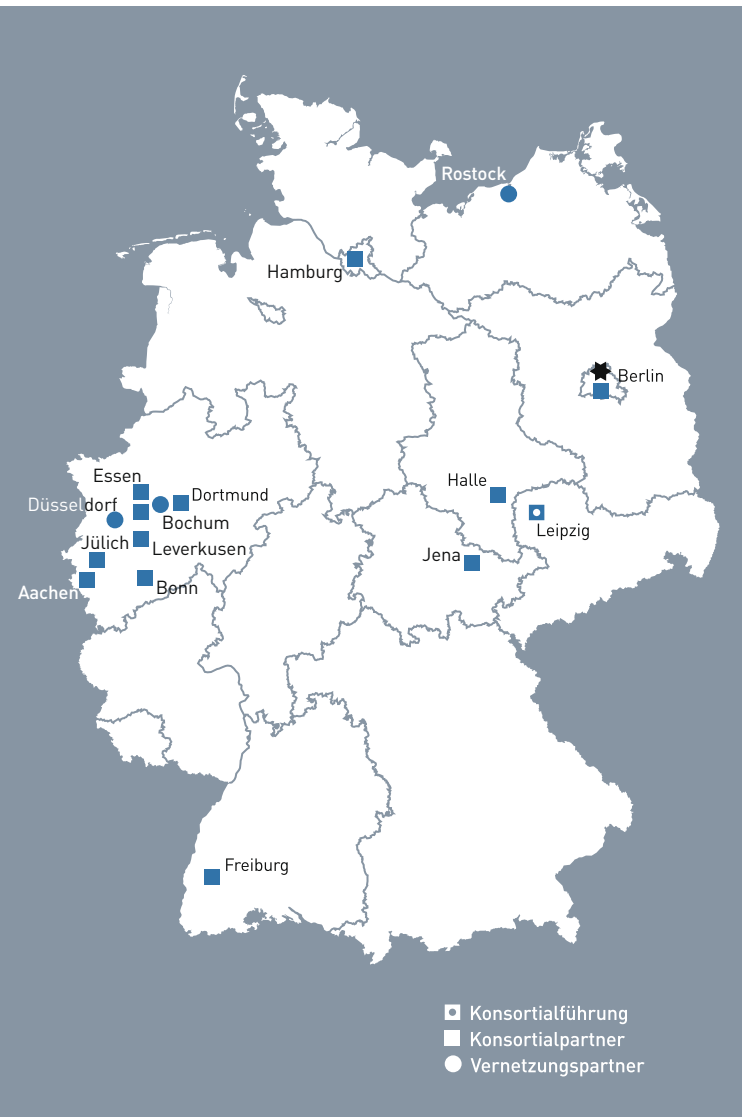 Rostock
Hamburg
Berlin
Essen
Halle
Dortmund
Düsseldorf
Bochum
Leipzig
Jülich
Leverkusen
Jena
Bonn
Aachen
Freiburg
Konsortialführung
Konsortialpartner
Vernetzungspartner